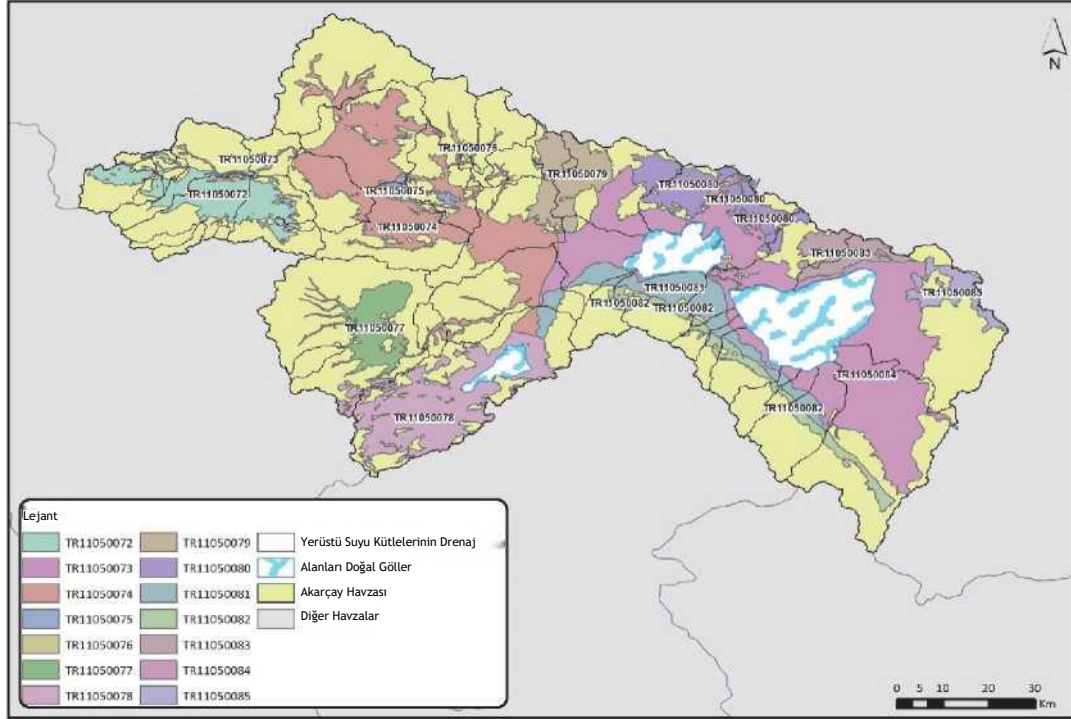 N
TR11050073
TR11050076
TR11050079
TR11050072
TR11050075
TR11050080
TR11050080
TR11050074
TR11050080
TR11050083
TR11050081
TR11050085
TR11050082
TR11050082
TR11050077
TR11050084
TR11050082
TR11050078
Lejant
TR11050072
TR11050073
TR11050074
TR11050075
TR11050076
TR11050077
TR11050078
TR11050079
TR11050080
TR11050081
TR11050082
TR11050083
TR11050084
TR11050085
Yerüstü Suyu Kütlelerinin Drenaj
Alanları Doğal Göller
Akarçay Havzası
Diğer Havzalar
0 5 10 20 30
Km